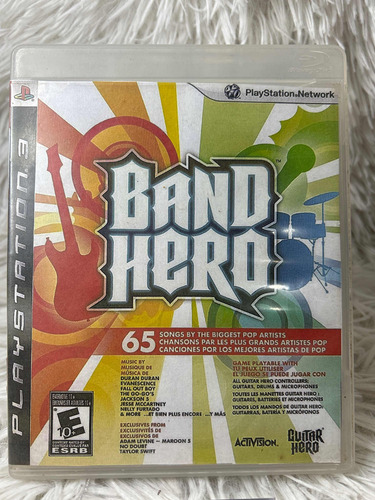 PlayStation®Network
PLAYSTATION 3
BAND
HERO
65 SONGS BY THE BIGGEST POP ARTISTS
CHANSONS PAR LES PLUS GRANDS ARTISTES POP
CANCIONES POR LOS MEJORES ARTISTAS DE POP
MUSIC BY
MUSIQUE DE
MÚSICA DE
DURAN DURAN
EVANESCENCE
FALL OUT BOY
THE GO-GO'S
JACKSON 5
JESSE MCCARTNEY
NELLY FURTADO
& MORE ...ET BIEN PLUS ENCORE ...Y MÁS
EXCLUSIVES FROM
EXCLUSIVITÉS DE
EXCLUSIVOS DE
ADAM LEVINE – MAROON 5
NO DOUBT
TAYLOR SWIFT
GAME PLAYABLE WITH
TU PEUX UTILISER
EL JUEGO SE PUEDE JUGAR CON
ALL GUITAR HERO CONTROLLERS:
GUITARS, DRUMS & MICROPHONES
TOUTES LES MANETTES GUITAR HERO :
GUITARES, BATTERIES ET MICROPHONES
TODOS LOS MANDOS DE GUITAR HERO:
GUITARRAS, BATERÍA Y MICRÓFONOS
E
10+
ESRB
ACTIVISION.
GUITAR
HERO